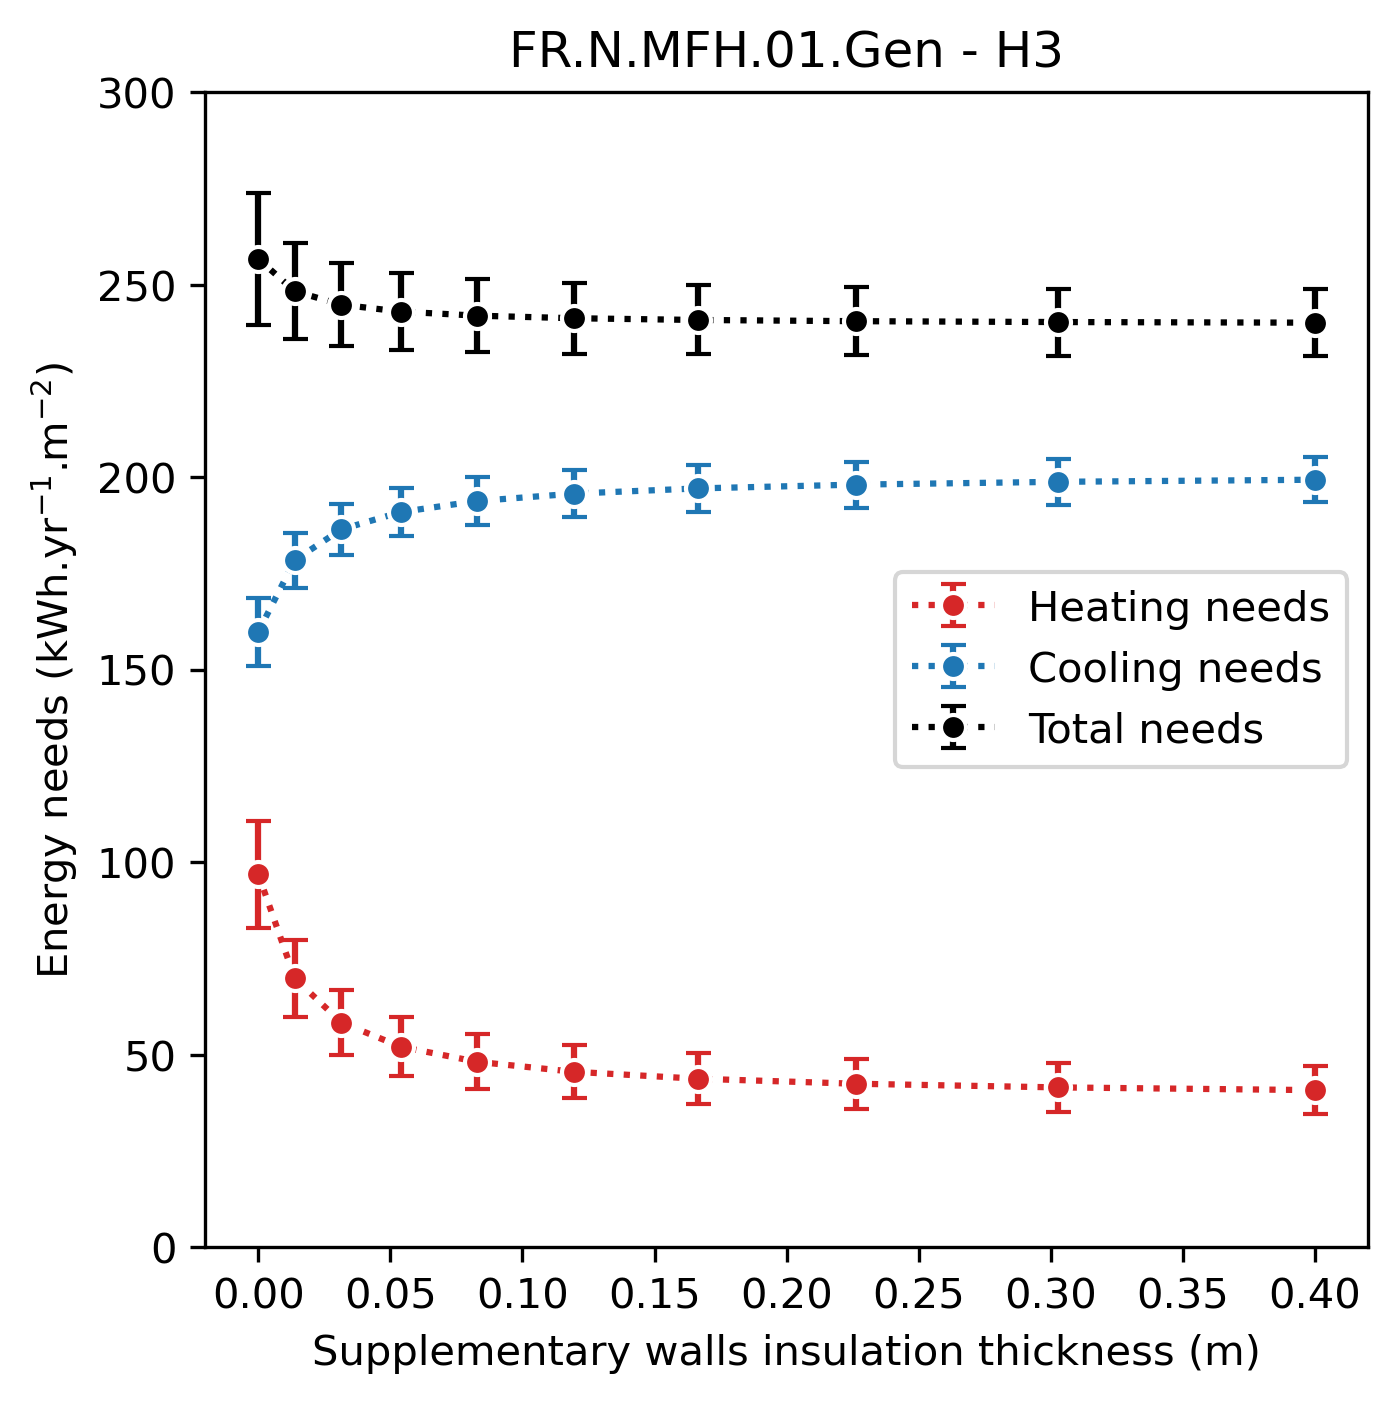 FR.N.MFH.01.Gen - H3
300
250
200
150
100
50
0
Energy needs (kWh.yr⁻¹.m⁻²)
Heating needs
Cooling needs
Total needs
0.00 0.05 0.10 0.15 0.20 0.25 0.30 0.35 0.40
Supplementary walls insulation thickness (m)